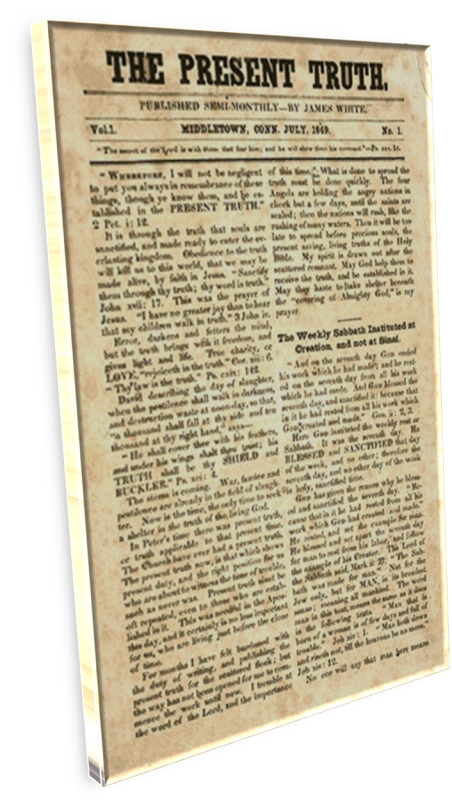 THE PRESENT TRUTH.
PUBLISHED SEMI-MONTHLY—BY JAMES WHITE.
Vol.1. MIDDLETOWN, CONN. JULY, 1849. No. 1.
"The secret of the Lord is with them that fear him; and he will shew them his covenant."—Ps. xxv. 14.
"WHEREFORE, I will not be negligent
to put you always in remembrance of these
things, though ye know them, and be es-
tablished in the PRESENT TRUTH."
2 Pet. i: 12.
It is through the truth that souls are
sanctified, and made ready to enter the ev-
erlasting kingdom. Obedience to the truth
will kill us to this world, that we may be
made alive, by faith in Jesus. "Sanctify
them through thy truth; thy word is truth."
John xvii: 17. This was the prayer of
Jesus. "I have no greater joy than to hear
that my children walk in truth." 3 John iv.
Error, darkens and fetters the mind,
but the truth brings with it freedom, and
gives light and life. True charity, or
LOVE, "rejoiceth in the truth." Cor. xiii: 6.
"Thy law is the truth." Ps. cxix: 142.
David describing the day of slaughter,
when the pestilence shall walk in darkness,
and destruction waste at noon-day, so that,
"a thousand shall fall at thy side and ten
thousand at thy right hand," says—
"He shall cover thee with his feathers,
and under his wings shalt thou trust; his
TRUTH shall be thy SHIELD and
BUCKLER." Ps. xci: 4.
The storm is coming. War, famine and
pestilence are already in the field of slaugh-
ter. Now is the time, the only time to seek
a shelter in the truth of the living God.
In Peter's time there was present truth,
or truth applicable to that present time.
The Church have ever had a present truth.
The present truth now, is that which shows
present duty, and the right position for us
who are about to witness the time of trouble,
such as never was. Present truth must be
oft repeated, even to those who are estab-
lished in it. This was needful in the Apos-
tles day, and it certainly is no less important
for us, who are living just before the close
of time.
For months I have felt burdened with
the duty of writing, and publishing the
present truth for the scattered flock; but
the way has not been opened for me to com-
mence the work until now. I tremble at
the word of the Lord, and the importance
of this time. What is done to spread the
truth must be done quickly. The four
Angels are holding the angry nations in
check but a few days, until the saints are
sealed; then the nations will rush, like the
rushing of many waters. Then it will be too
late to spread before precious souls, the
present saving, living truths of the Holy
Bible. My spirit is drawn out after the
scattered remnant. May God help them to
receive the truth, and be established in it.
May they haste to take shelter beneath
the "covering of Almighty God," is my
prayer.
The Weekly Sabbath Instituted at
Creation, and not at Sinai.
"And on the seventh day God ended
his work which he had made; and he rest-
ed on the seventh day from all his work
which he had made. And God blessed the
seventh day, and sanctified it: because that
in it he had rested from all his work which
God created and made." Gen. ii: 2, 3.
Here God instituted the weekly rest or
Sabbath. It was the seventh day. He
BLESSED and SANCTIFIED that day
of the week, and no other; therefore the
seventh day, and no other day of the week
is holy, sanctified time.
God has given the reason why he bless-
ed and sanctified the seventh day. "Be-
cause that in it he had rested from all his
work which God had created and made."
He rested, and set the example for man.
He blessed and set apart the seventh day
for man to rest from his labor, and follow
the example of his Creator. The Lord of
the Sabbath said, Mark ii: 27: "The Sab-
bath was made for man." Not for the
Jew only, but for MAN, in its broadest
sense; meaning all mankind. The word
man in this text, means the same as it does
in the following texts. "Man that is
born of a woman is of few days and full of
trouble." Job xiv: 1. "Man lieth down
and riseth not, till the heavens be no more."
Job xiv: 12.
No one will say that man here means